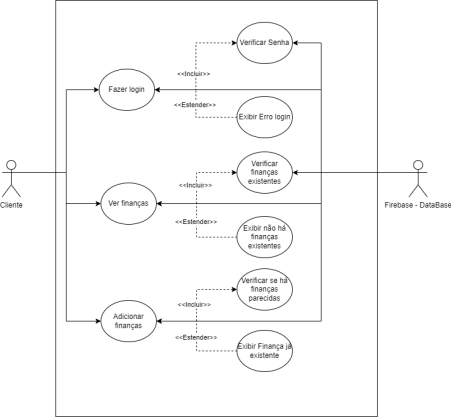 Verificar Senha
<<Incluir>>
Fazer login
<<Estender>>
Exibir Erro login
Verificar
finanças
existentes
<<Incluir>>
Cliente
Ver finanças
Firebase - DataBase
<<Estender>>
Exibir não há
finanças
existentes
Verificar se há
finanças
parecidas
<<Incluir>>
Adicionar
finanças
<<Estender>>
Exibir Finança já
existente